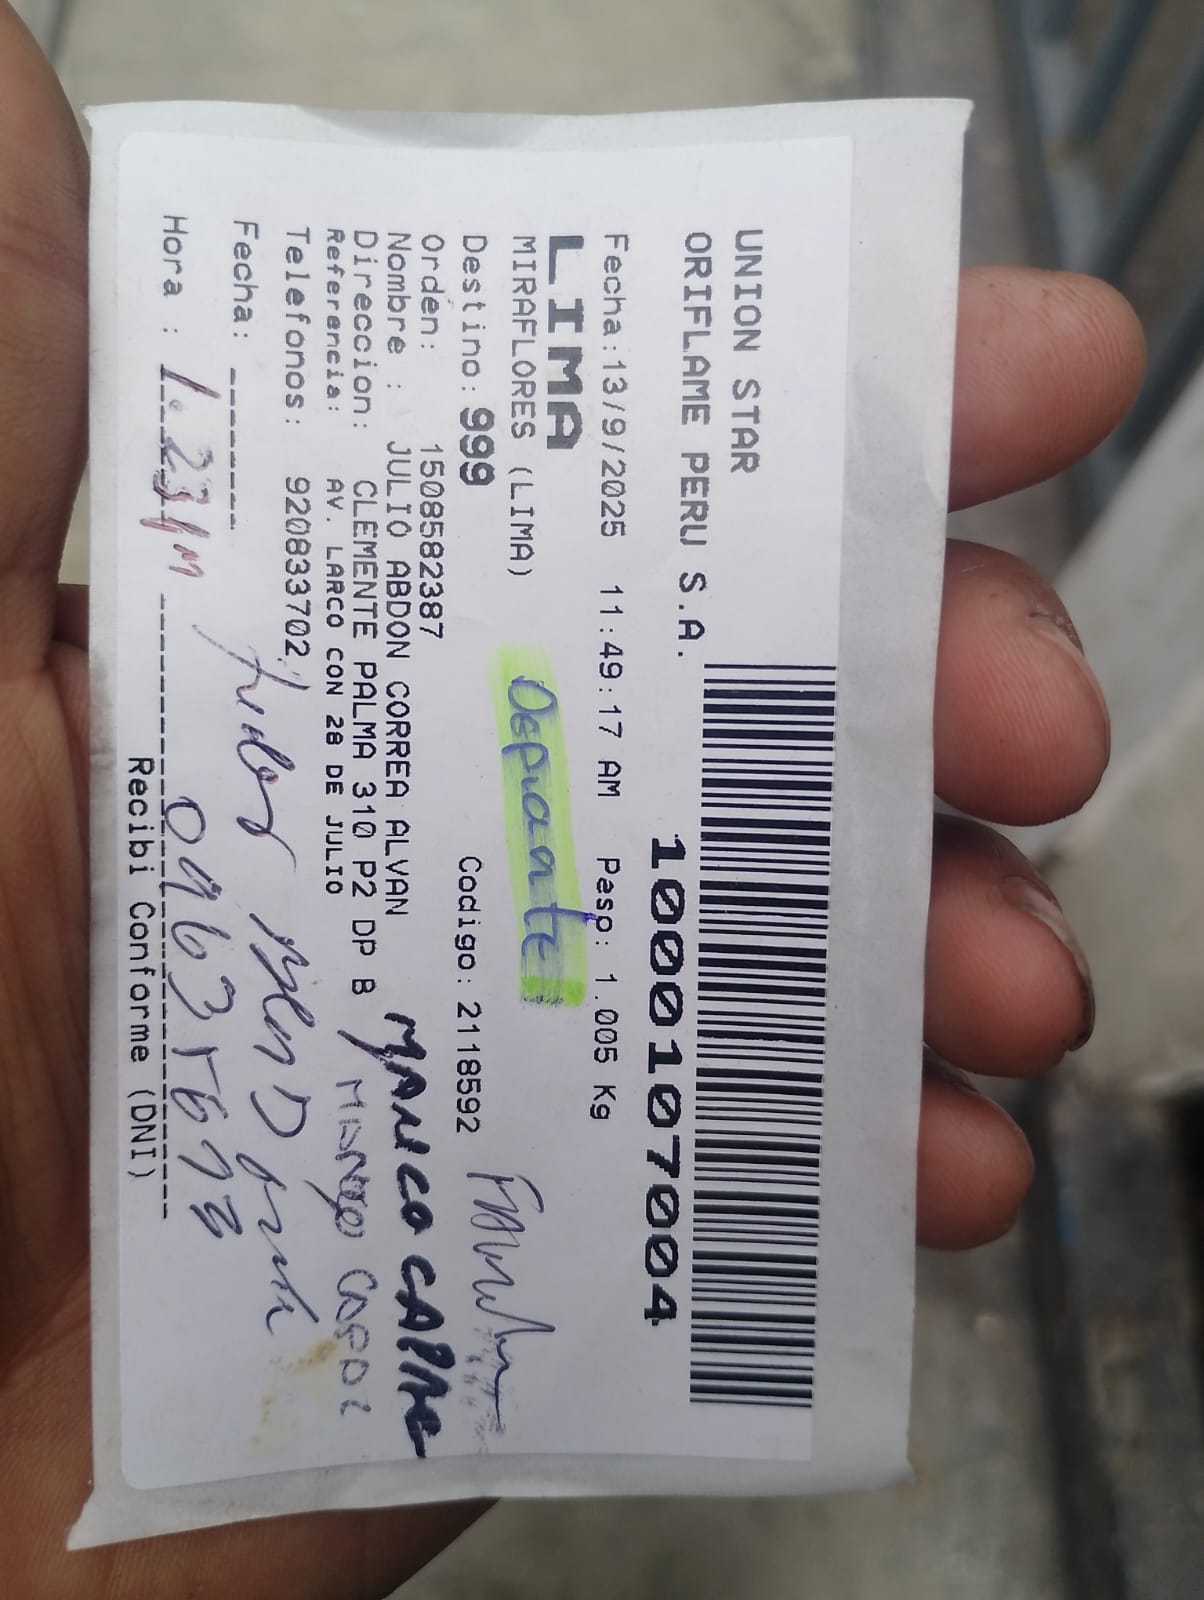 UNION STAR
ORIFLAME PERU S.A.
1000107004
Fecha:13/9/2025 11:49:17 AM Peso: 1.005 Kg
LIMA
MIRAFLORES (LIMA)
Destino: 999 Codigo: 2118592
Orden: 1508582387
Nombre : JULIO ABDON CORREA ALVAN
MANCO CAPAC
Direccion: CLEMENTE PALMA 310 P2 DP B
Referencia: AV. LARCO CON 28 DE JULIO
Telefonos: 920833702
Fecha:
Hora :
Recibi Conforme (DNI)